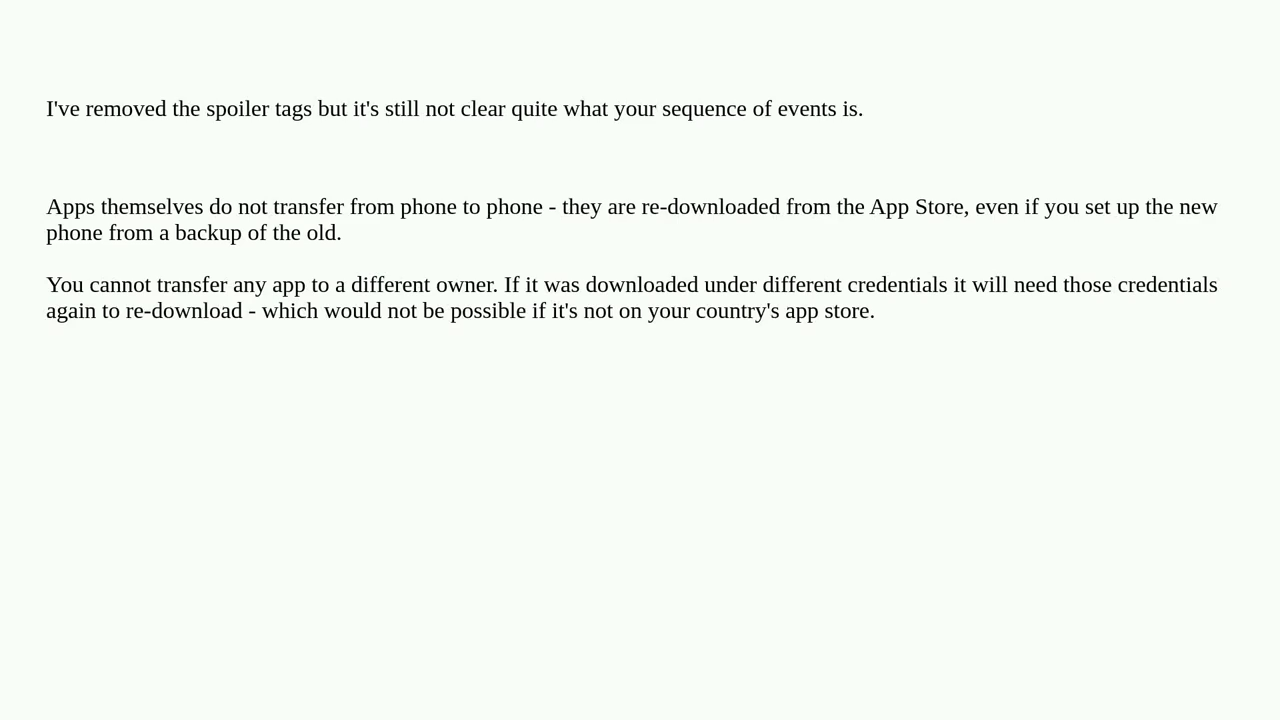 I've removed the spoiler tags but it's still not clear quite what your sequence of events is.
Apps themselves do not transfer from phone to phone - they are re-downloaded from the App Store, even if you set up the new
phone from a backup of the old.
You cannot transfer any app to a different owner. If it was downloaded under different credentials it will need those credentials
again to re-download - which would not be possible if it's not on your country's app store.